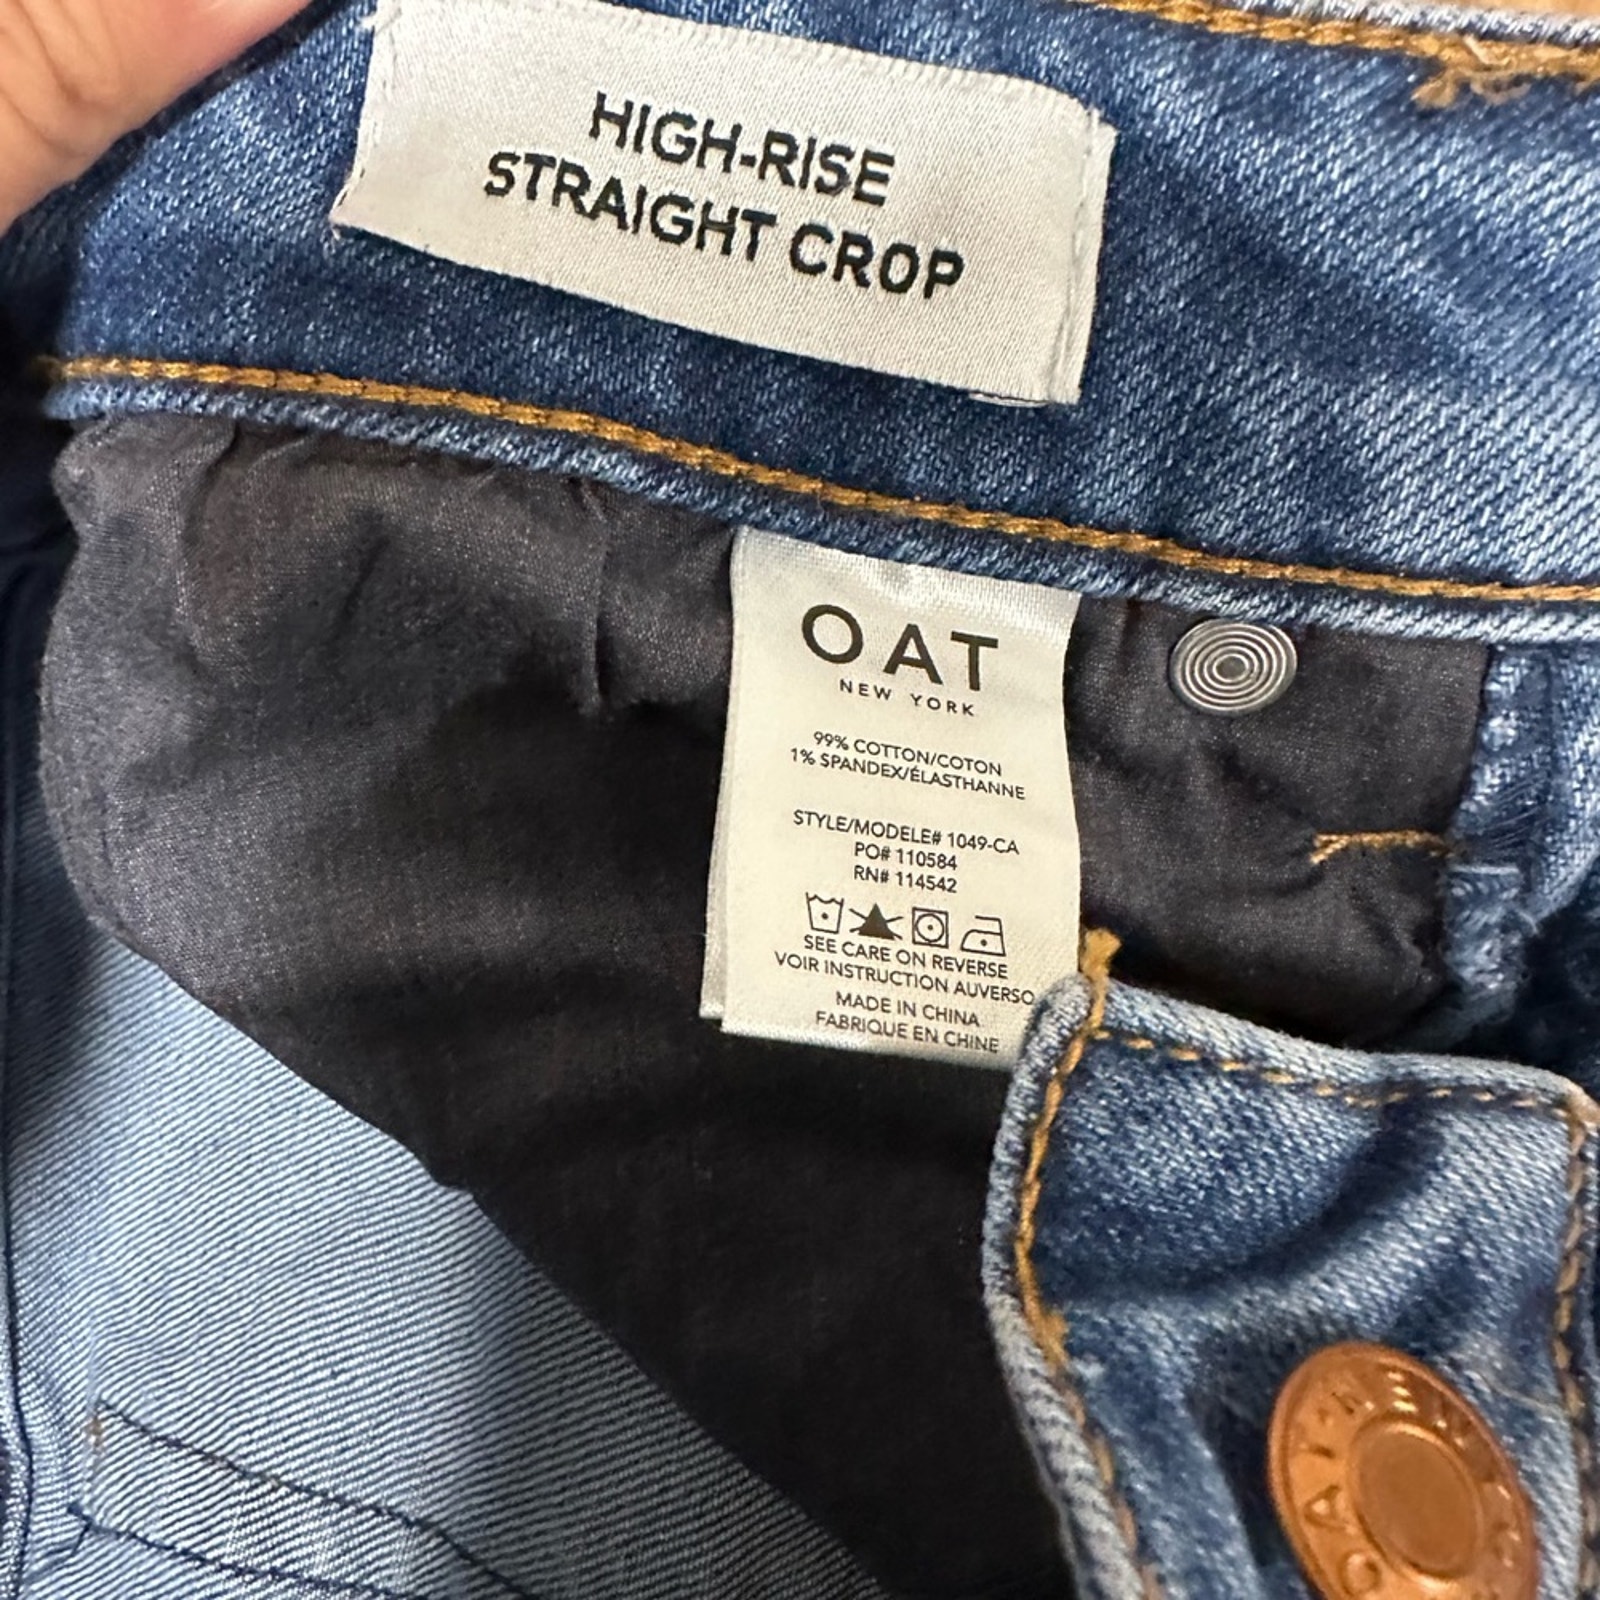 HIGH-RISE
STRAIGHT CROP
OAT
NEW YORK
99% COTTON/COTON
1% SPANDEX/ÉLASTHANNE
STYLE/MODELE# 1049-CA
PO# 110584
RN# 114542
SEE CARE ON REVERSE
VOIR INSTRUCTION AUVERSO
MADE IN CHINA
FABRIQUE EN CHINE
OAT